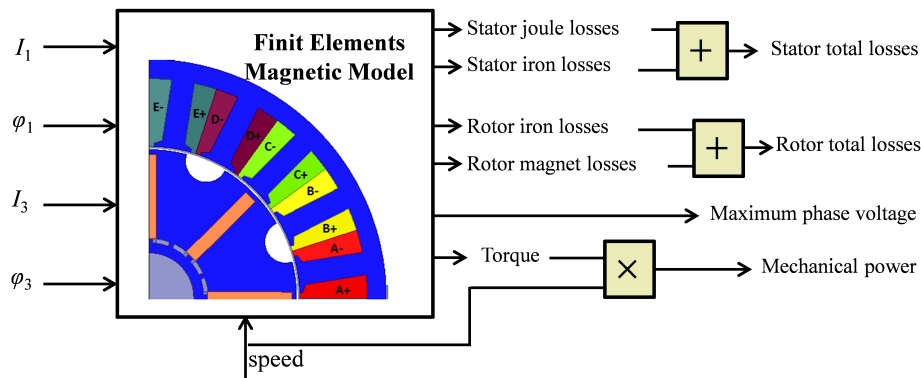 Finit Elements
Magnetic Model
I1
φ1
I3
φ3
E-
E+
D-
D+
C-
C+
B-
B+
A-
A+
Stator joule losses
Stator iron losses
+
Stator total losses
Rotor iron losses
Rotor magnet losses
+
Rotor total losses
Maximum phase voltage
Torque
×
Mechanical power
speed